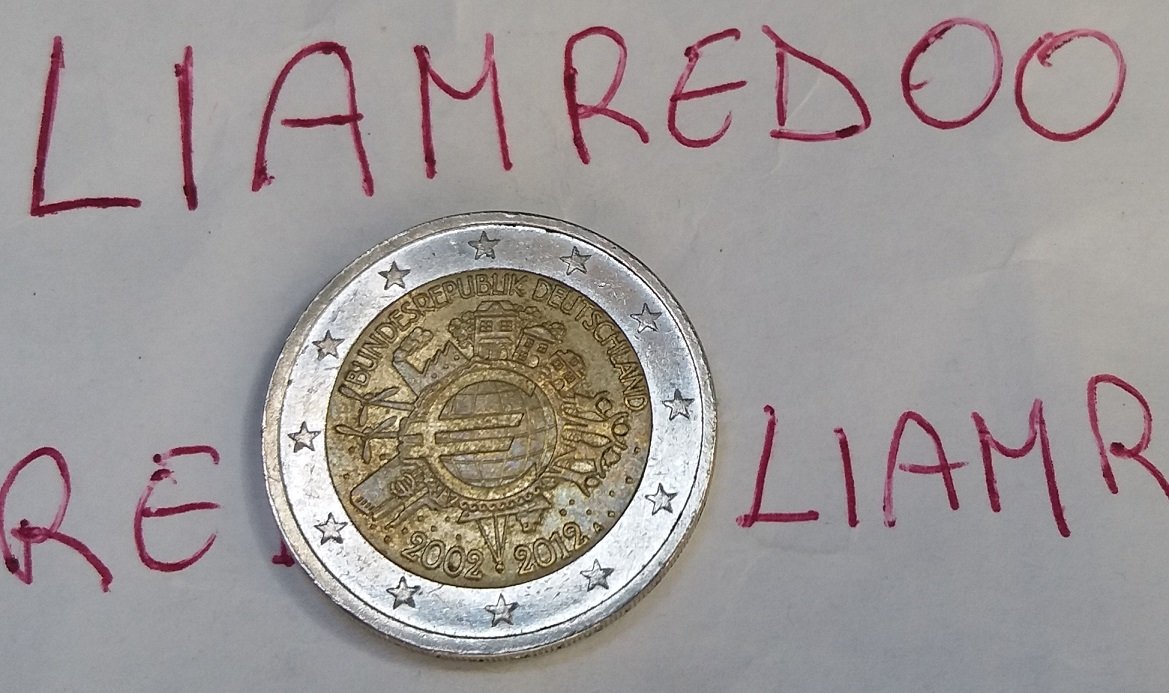 LIAMREDOO
BUNDESREPUBLIK DEUTSCHLAND
RE LIAMR
2002 2012